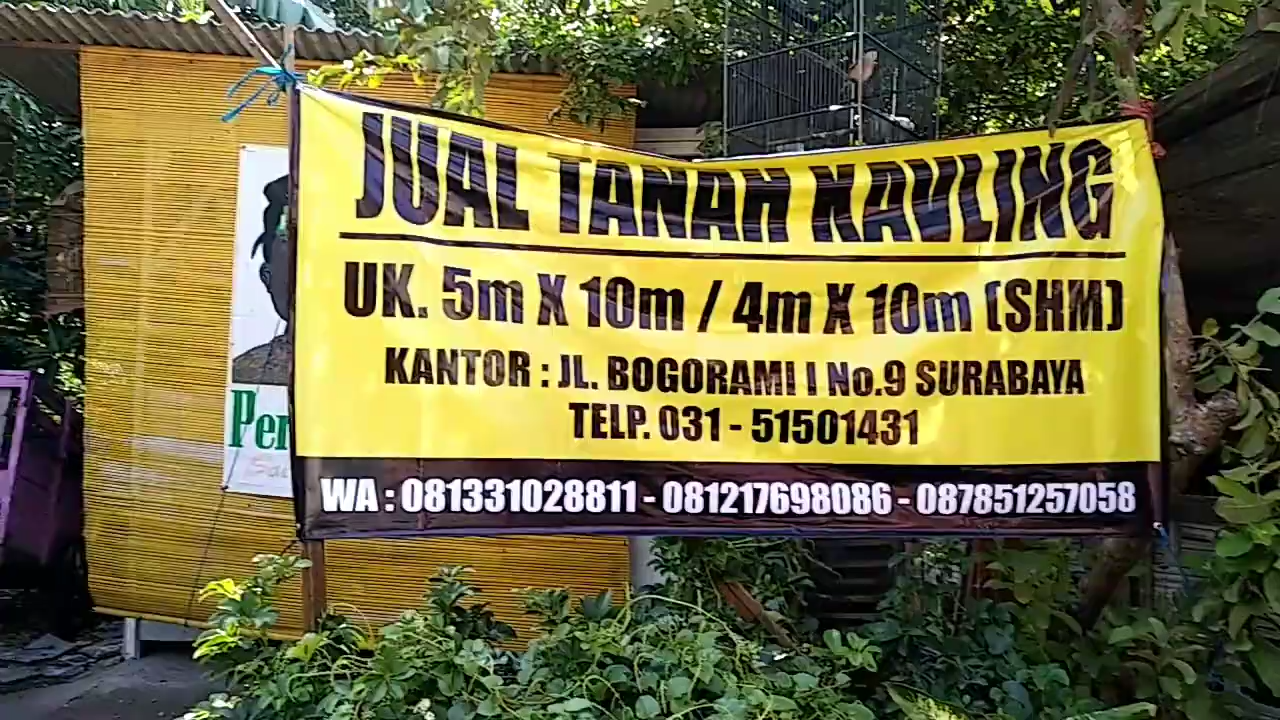 JUAL TANAH KAVLING
UK. 5m X 10m / 4m X 10m (SHM)
KANTOR : JL. BOGORAMI I No.9 SURABAYA
TELP. 031 - 51501431
WA : 081331028811 - 081217698086 - 087851257058
Per